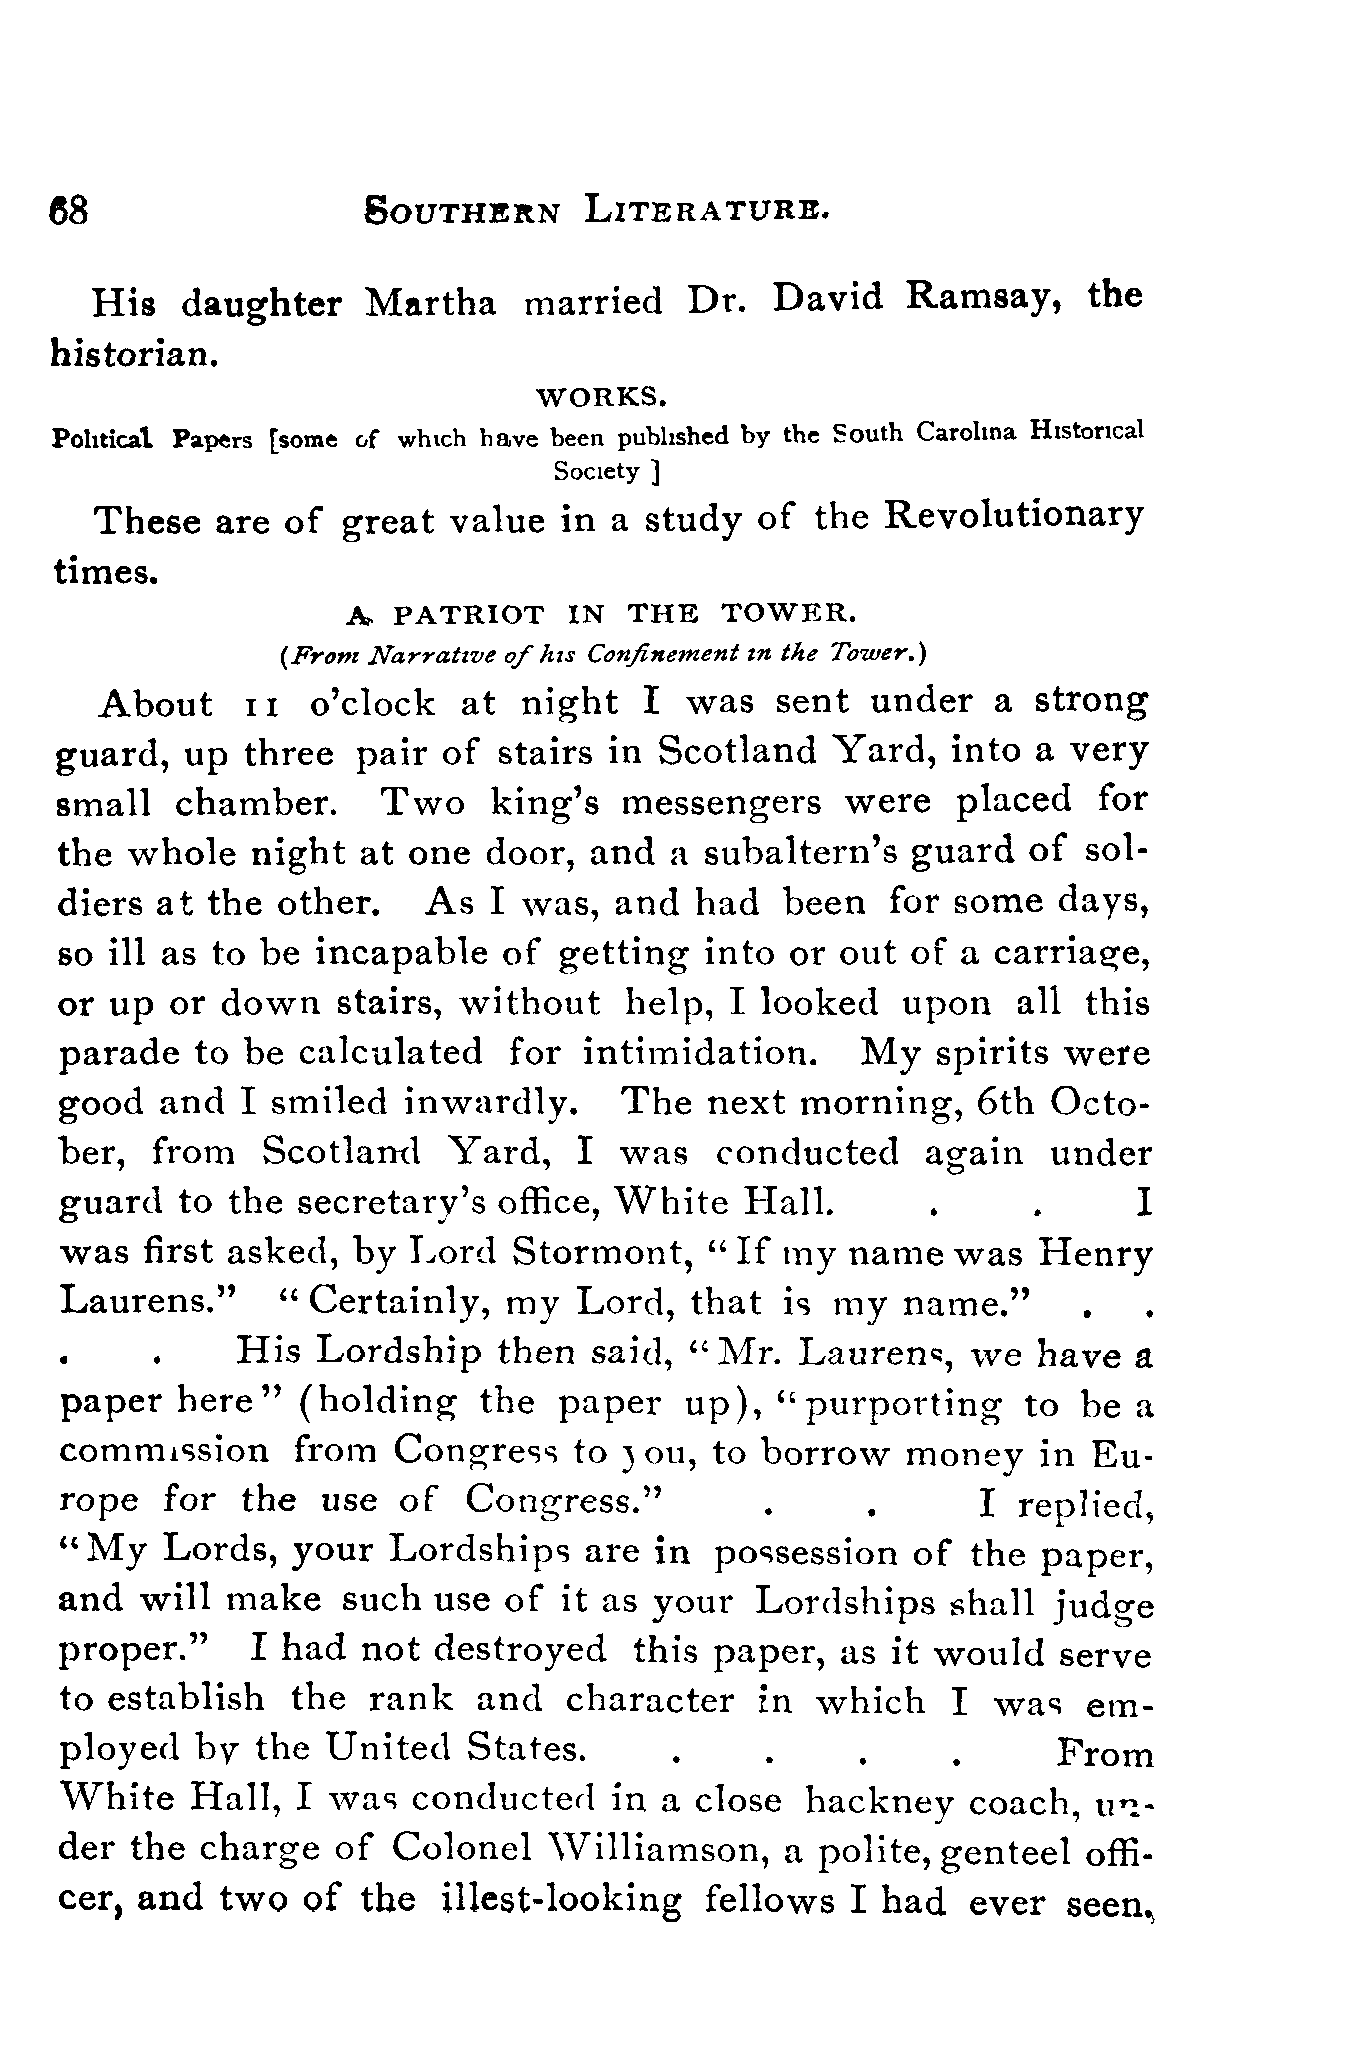 68 SOUTHERN LITERATURE.
His daughter Martha married Dr. David Ramsay, the
historian.
WORKS.
Political Papers [some of which have been published by the South Carolina Historical
Society ]
These are of great value in a study of the Revolutionary
times.
A PATRIOT IN THE TOWER.
(From Narrative of his Confinement in the Tower.)
About 11 o'clock at night I was sent under a strong
guard, up three pair of stairs in Scotland Yard, into a very
small chamber. Two king's messengers were placed for
the whole night at one door, and a subaltern's guard of sol-
diers at the other. As I was, and had been for some days,
so ill as to be incapable of getting into or out of a carriage,
or up or down stairs, without help, I looked upon all this
parade to be calculated for intimidation. My spirits were
good and I smiled inwardly. The next morning, 6th Octo-
ber, from Scotland Yard, I was conducted again under
guard to the secretary's office, White Hall. . . I
was first asked, by Lord Stormont, "If my name was Henry
Laurens." "Certainly, my Lord, that is my name." . .
. . His Lordship then said, "Mr. Laurens, we have a
paper here" (holding the paper up), "purporting to be a
commission from Congress to you, to borrow money in Eu-
rope for the use of Congress." . . I replied,
"My Lords, your Lordships are in possession of the paper,
and will make such use of it as your Lordships shall judge
proper." I had not destroyed this paper, as it would serve
to establish the rank and character in which I was em-
ployed by the United States. . . . . From
White Hall, I was conducted in a close hackney coach, un-
der the charge of Colonel Williamson, a polite, genteel offi-
cer, and two of the illest-looking fellows I had ever seen,